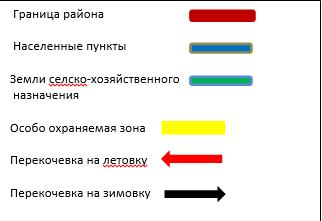 Граница района
Населенные пункты
Земли селско-хозяйственного
назначения
Особо охраняемая зона
Перекочевка на летовку
Перекочевка на зимовку